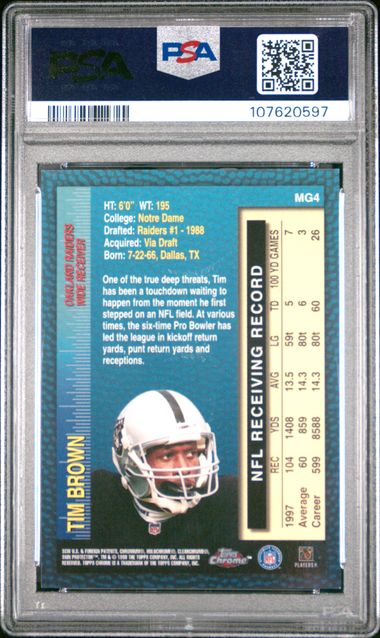 PSA
PSA
107620597
MG4
HT: 6'0" WT: 195
College: Notre Dame
Drafted: Raiders #1 - 1988
Acquired: Via Draft
Born: 7-22-66, Dallas, TX
One of the true deep threats, Tim
has been a touchdown waiting to
happen from the moment he first
stepped on an NFL field. At various
times, the six-time Pro Bowler has
led the league in kickoff return
yards, punt return yards and
receptions.
TIM BROWN
OAKLAND RAIDERS
WIDE RECEIVER
NFL RECEIVING RECORD
REC YDS AVG LG TD 100 YD GAMES
1997 104 1408 13.5 59t 5 7
Average 60 859 14.3 80t 6 3
Career 599 8588 14.3 80t 60 26
Topps Chrome
PLAYERS